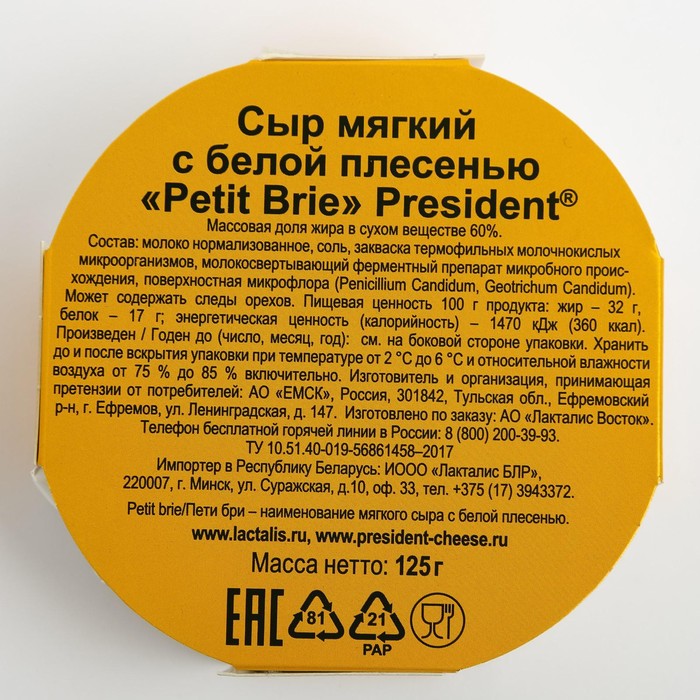 Сыр мягкий
с белой плесенью
«Petit Brie» President®
Массовая доля жира в сухом веществе 60%.
Состав: молоко нормализованное, соль, закваска термофильных молочнокислых
микроорганизмов, молокосвертывающий ферментный препарат микробного проис-
хождения, поверхностная микрофлора (Penicillium Candidum, Geotrichum Candidum).
Может содержать следы орехов. Пищевая ценность 100 г продукта: жир – 32 г,
белок – 17 г; энергетическая ценность (калорийность) – 1470 кДж (360 ккал).
Произведен / Годен до (число, месяц, год): см. на боковой стороне упаковки. Хранить
до и после вскрытия упаковки при температуре от 2 °С до 6 °С и относительной влажности
воздуха от 75 % до 85 % включительно. Изготовитель и организация, принимающая
претензии от потребителей: АО «ЕМСК», Россия, 301842, Тульская обл., Ефремовский
р-н, г. Ефремов, ул. Ленинградская, д. 147. Изготовлено по заказу: АО «Лакталис Восток».
Телефон бесплатной горячей линии в России: 8 (800) 200-39-93.
ТУ 10.51.40-019-56861458–2017
Импортер в Республику Беларусь: ИООО «Лакталис БЛР»,
220007, г. Минск, ул. Суражская, д.10, оф. 33, тел. +375 (17) 3943372.
Petit brie/Пети бри – наименование мягкого сыра с белой плесенью.
www.lactalis.ru, www.president-cheese.ru
Масса нетто: 125 г
EAC 81 21
PAP